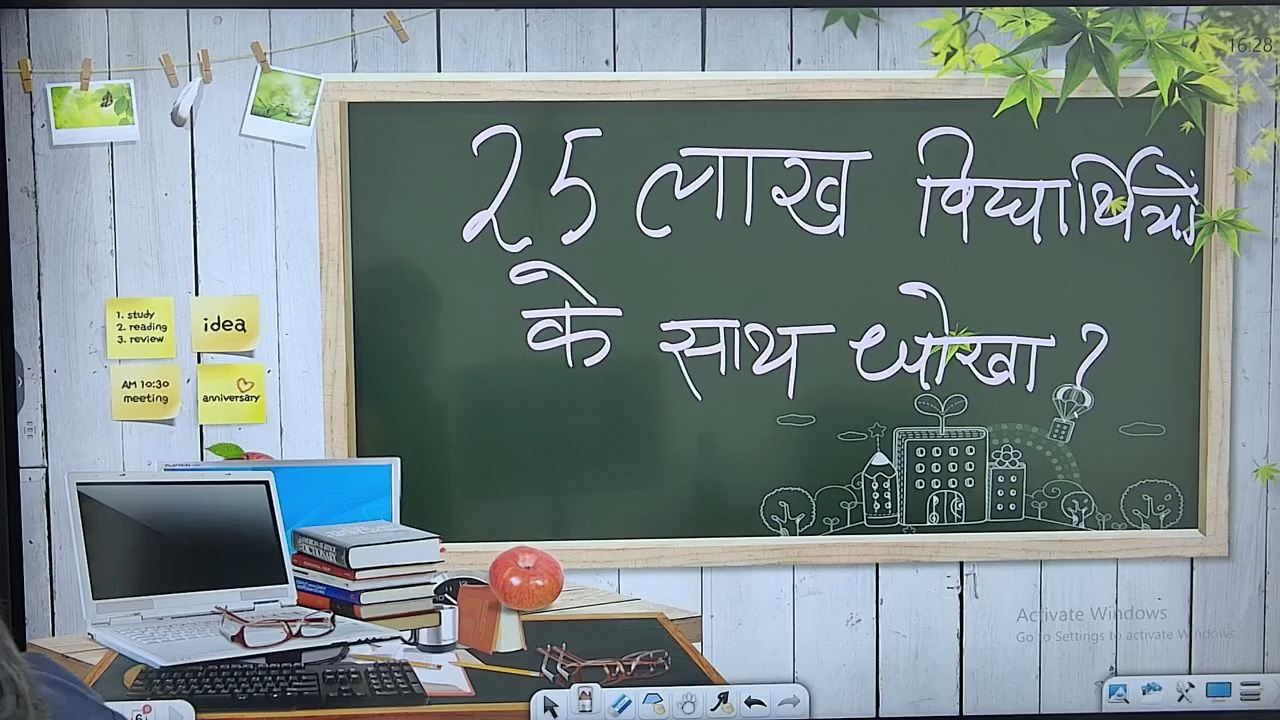 16:28
25 लाख विद्यार्थियों
के साथ धोखा ?
1. study
2. reading
3. review
idea
AM 10:30
meeting
anniversary
DICTIONARY
Activate Windows
Go to Settings to activate Windows.